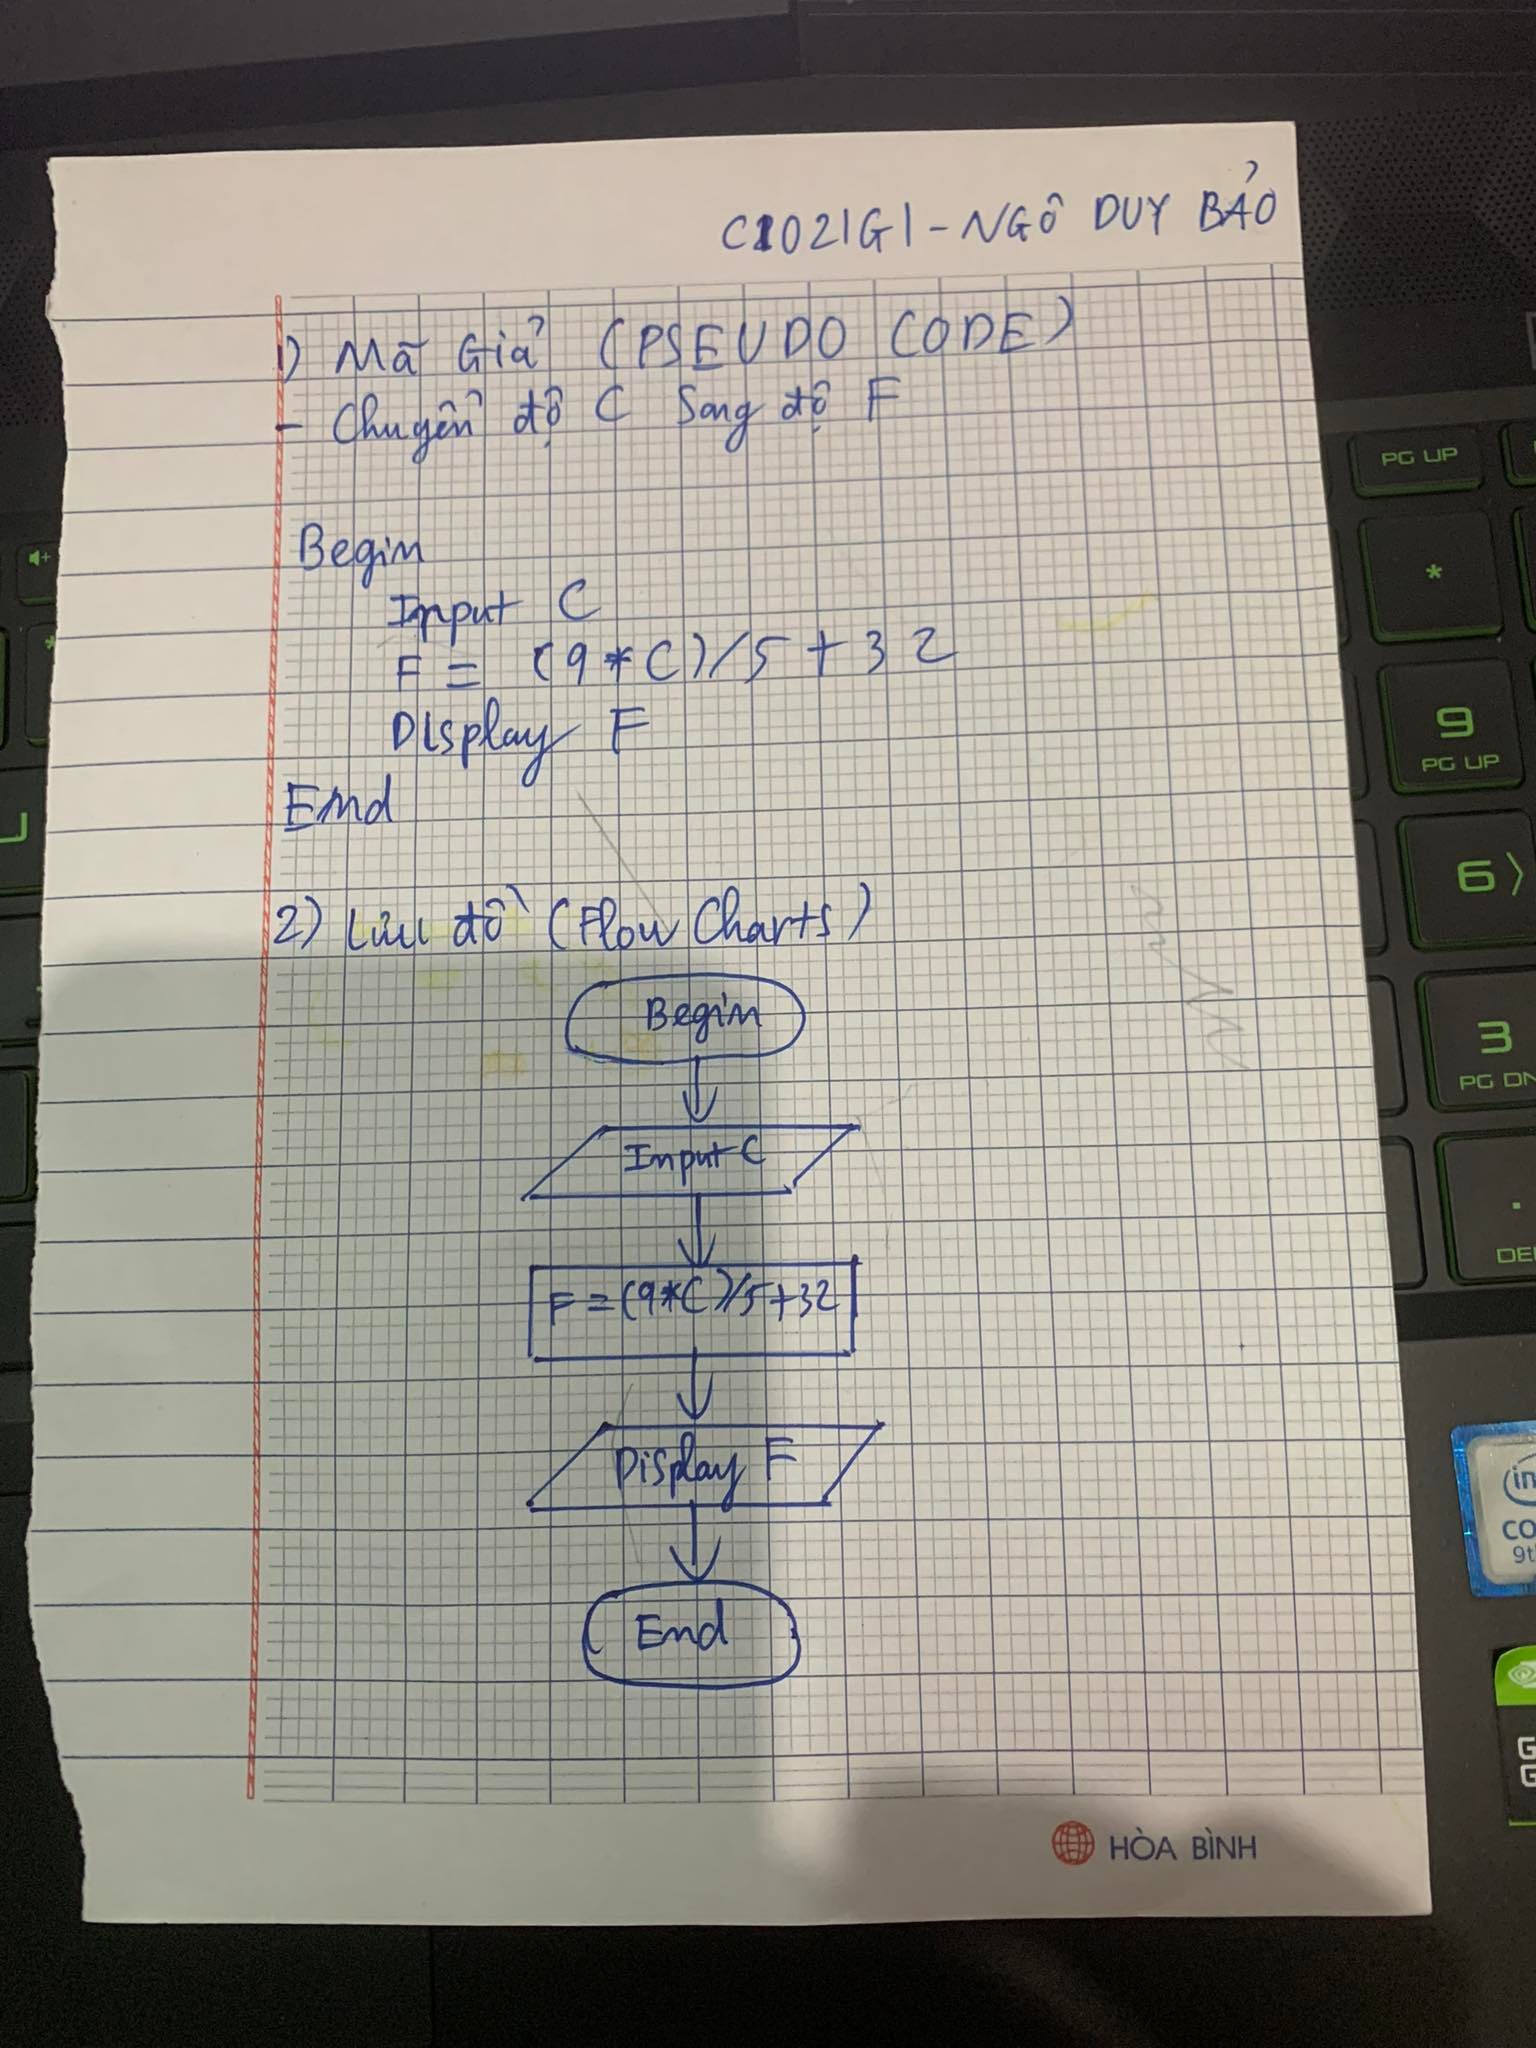 C1021G1 - NGÔ DUY BẢO
1) Mã Giả (PSEUDO CODE)
- Chuyển độ C Sang độ F
Begin
Input C
F = (9*C)/5+32
Display F
End
2) Lưu đồ (Flow Charts)
Begin
Input C
F = (9*C)/5+32
Display F
End
HÒA BÌNH
PG UP
*
9
PG UP
6
3
PG DN
.
DEL
9th